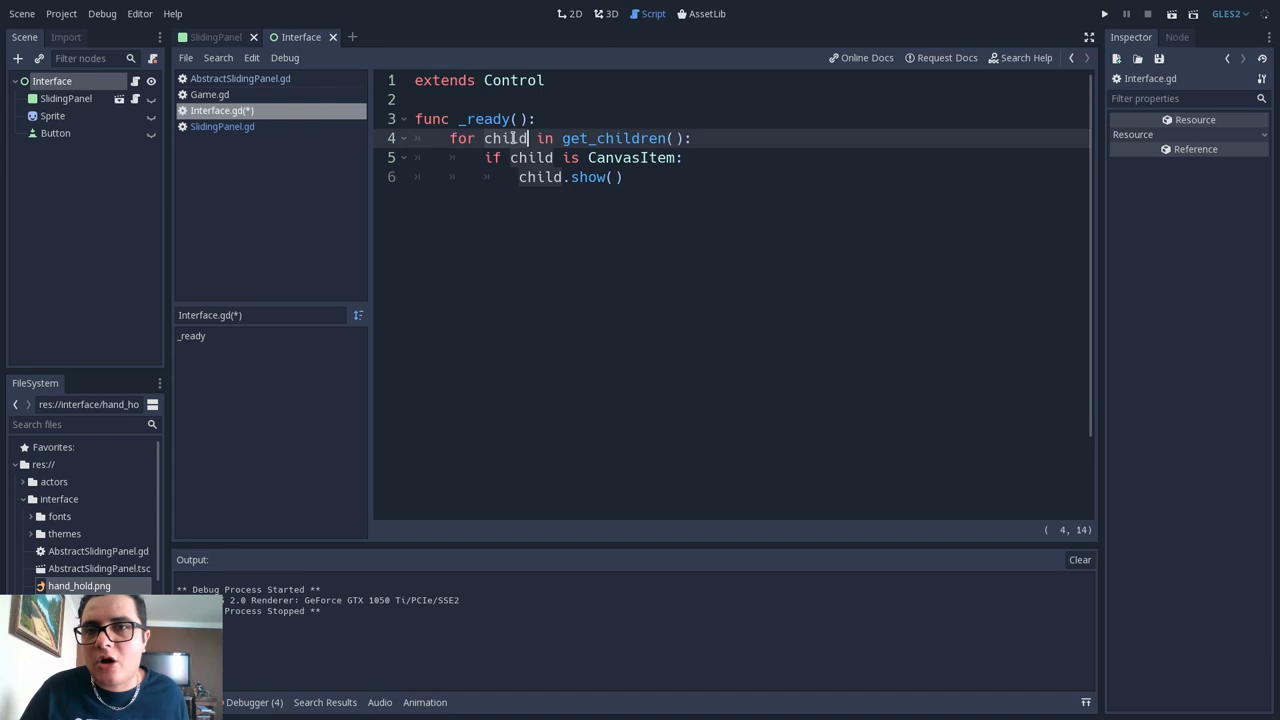 Scene Project Debug Editor Help
2D 3D Script AssetLib
GLES2
Scene Import
SlidingPanel Interface
Inspector Node
Filter nodes
File Search Edit Debug
Online Docs Request Docs Search Help
Interface
SlidingPanel
Sprite
Button
AbstractSlidingPanel.gd
Game.gd
Interface.gd(*)
SlidingPanel.gd
Interface.gd(*)
_ready
1 extends Control
2
3 func _ready():
4 for child in get_children():
5 if child is CanvasItem:
6 child.show()
( 4, 14)
Interface.gd
Filter properties
Resource
Resource
Reference
FileSystem
res://interface/hand_ho
Search files
Favorites:
res://
actors
interface
fonts
themes
AbstractSlidingPanel.gd
AbstractSlidingPanel.tsc
hand_hold.png
Output:
Clear
** Debug Process Started **
2.0 Renderer: GeForce GTX 1050 Ti/PCIe/SSE2
Process Stopped **
Debugger (4) Search Results Audio Animation